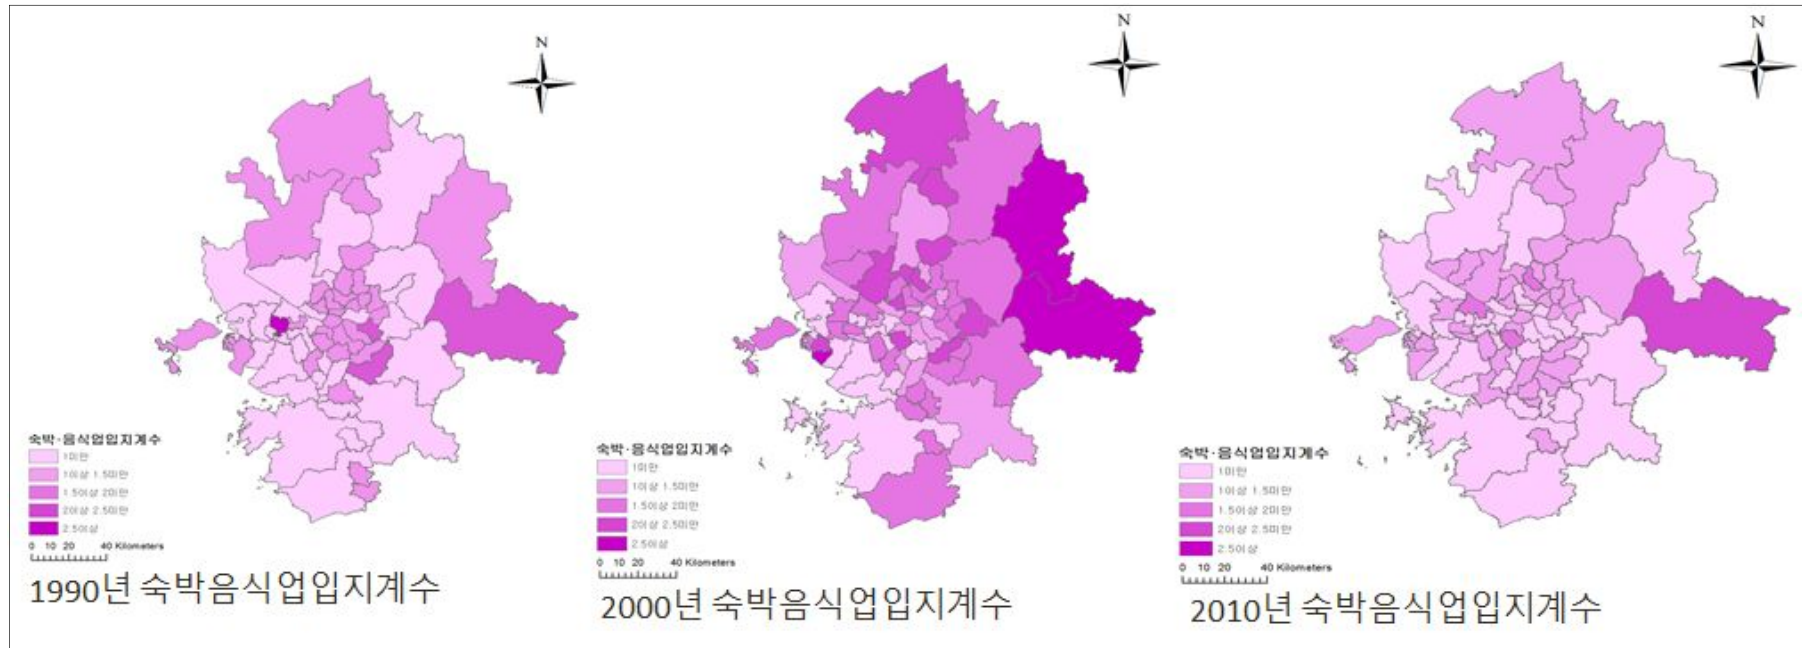 N
숙박·음식업입지계수
1미만
1이상 1.5미만
1.5이상 2미만
2이상 2.5미만
2.5이상
0 10 20 40 Kilometers
1990년 숙박음식업입지계수
N
숙박·음식업입지계수
1미만
1이상 1.5미만
1.5이상 2미만
2이상 2.5미만
2.5이상
0 10 20 40 Kilometers
2000년 숙박음식업입지계수
N
숙박·음식업입지계수
1미만
1이상 1.5미만
1.5이상 2미만
2이상 2.5미만
2.5이상
0 10 20 40 Kilometers
2010년 숙박음식업입지계수